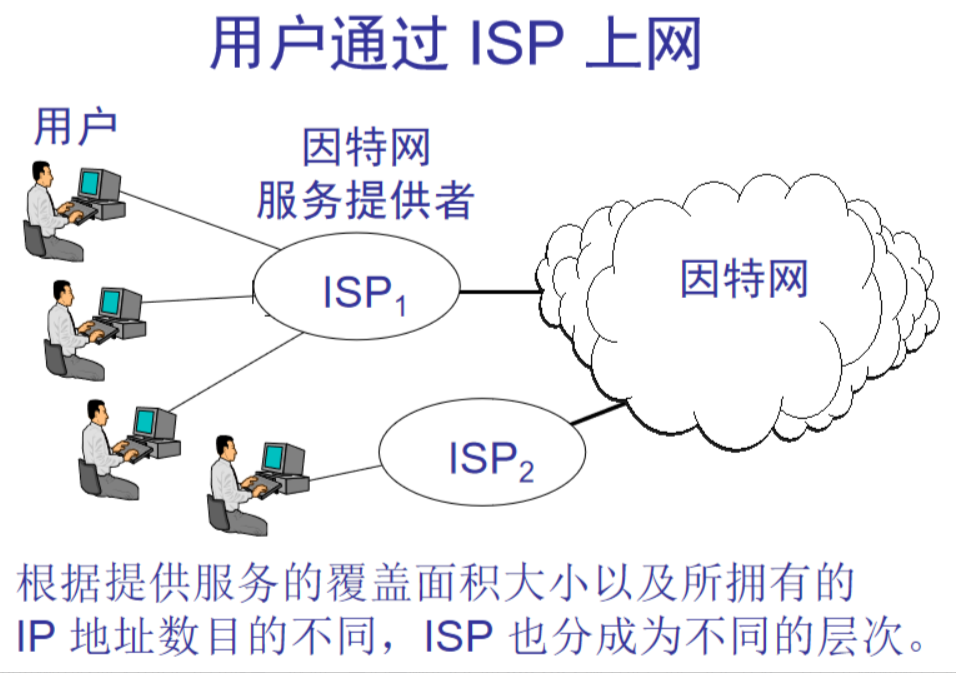 用户通过 ISP 上网
用户
因特网
服务提供者
ISP₁
因特网
ISP₂
根据提供服务的覆盖面积大小以及所拥有的
IP 地址数目的不同，ISP 也分成为不同的层次。